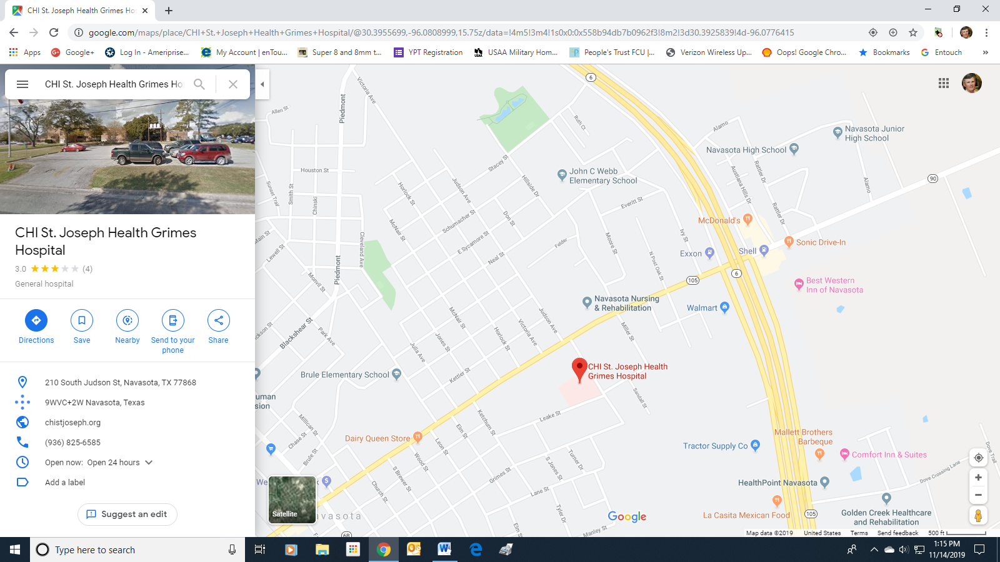 CHI St. Joseph Health Grimes Ho
google.com/maps/place/CHI+St.+Joseph+Health+Grimes+Hospital/@30.3955699,-96.0808999,15.75z/data=!4m5!3m4!1s0x0:0x558b94db7b0962f3!8m2!3d30.3925839!4d-96.0776415
Apps
Google+
Log In - Ameriprise...
My Account | enTou...
Super 8 and 8mm t...
YPT Registration
USAA Military Hom...
People's Trust FCU |...
Verizon Wireless Up...
Oops! Google Chro...
Bookmarks
Entouch
CHI St. Joseph Health Grimes Ho
CHI St. Joseph Health Grimes
Hospital
3.0
(4)
General hospital
Directions
Save
Nearby
Send to your
phone
Share
210 South Judson St, Navasota, TX 77868
9WVC+2W Navasota, Texas
chistjoseph.org
(936) 825-6585
Open now: Open 24 hours
Add a label
Suggest an edit
Victoria Ave
Piedmont
Allen St
6
Ruth Ct
Alamo
Navasota Junior
High School
Navasota High School
Stacey St
John C Webb
Elementary School
Houston St
Sunset Trail
Smith St
Chinski
Horlock St
Judson Ave
Hillside Dr
Austiana Hills Dr
Rattler Dr
Alamo
90
Everitt St
Rattler Dr
McNair St
Schumacher St
Don St
McDonald's
Main St
Cleveland Ave
E Sycamore St
Felder
Moore St
Ivy St
Sonic Drive-In
Lewell St
Piedmont
Neal St
N Post Oak St
Exxon
Shell
Monvil St
105
6
Best Western
Inn of Navasota
Navasota Nursing
& Rehabilitation
Walmart
ckson St
Blackshear St
Park Ave
McNair St
Judson Ave
Victoria Ave
Horlock St
Jones St
Miller St
Julia Ave
CHI St. Joseph Health
Grimes Hospital
Brule Elementary School
Kettler St
uman
sion
Sandall St
Leake St
Millican St
Ketchum St
Elm St
Chase St
Dairy Queen Store
Leon St
Mallett Brothers
Barbeque
Tractor Supply Co
Comfort Inn & Suites
Brule St
Wood St
S Brewer St
Turner Dr
S Jones St
Dove Trail
Dove Crossing Lane
We
k
Church St
Grimes St
Lane St
HealthPoint Navasota
Satellite
avasota
Tyler Dr
Google
La Casita Mexican Food
105
Golden Creek Healthcare
and Rehabilitation
Elm St
6B
Manley St
Map data ©2019
United States
Terms
Send feedback
500 ft
Type here to search
1:15 PM
11/14/2019